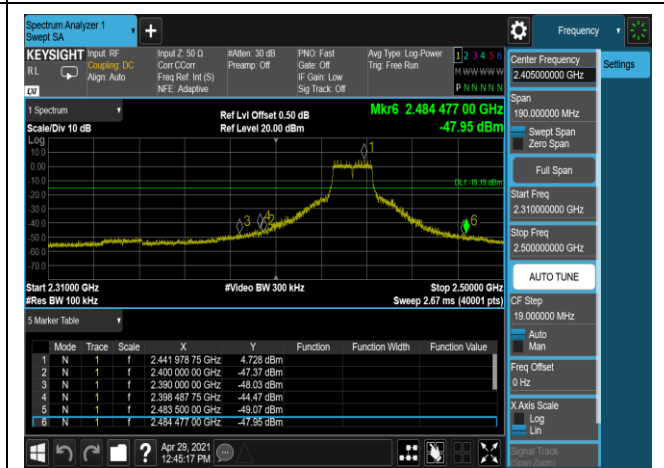 Spectrum Analyzer 1
Swept SA
Frequency
KEYSIGHT
RL
LXI
Input: RF
Coupling: DC
Align: Auto
Input Z: 50 Ω
Corr CCorr
Freq Ref: Int (S)
NFE: Adaptive
#Atten: 30 dB
Preamp: Off
PNO: Fast
Gate: Off
IF Gain: Low
Sig Track: Off
Avg Type: Log-Power
Trig: Free Run
1 2 3 4 5 6
M W W W W W
P N N N N N
Center Frequency
2.405000000 GHz
Settings
1 Spectrum
Scale/Div 10 dB
Log
Ref Lvl Offset 0.50 dB
Ref Level 20.00 dBm
Mkr6 2.484 477 00 GHz
-47.95 dBm
10.0
0.00
-10.0
-20.0
-30.0
-40.0
-50.0
-60.0
-70.0
1
3
6
Start 2.31000 GHz
#Res BW 100 kHz
#Video BW 300 kHz
Stop 2.50000 GHz
Sweep 2.67 ms (40001 pts)
Span
190.000000 MHz
Swept Span
Zero Span
Full Span
Start Freq
2.310000000 GHz
Stop Freq
2.500000000 GHz
AUTO TUNE
CF Step
19.000000 MHz
Auto
Man
Freq Offset
0 Hz
X Axis Scale
Log
Lin
Signal Track
(Span Zoom)
5 Marker Table
Mode Trace Scale X Y Function Function Width Function Value
1 N 1 f 2.441 978 75 GHz 4.728 dBm
2 N 1 f 2.400 000 00 GHz -47.37 dBm
3 N 1 f 2.390 000 00 GHz -48.03 dBm
4 N 1 f 2.398 487 75 GHz -44.47 dBm
5 N 1 f 2.483 500 00 GHz -49.07 dBm
6 N 1 f 2.484 477 00 GHz -47.95 dBm
?
Apr 29, 2021
12:45:17 PM